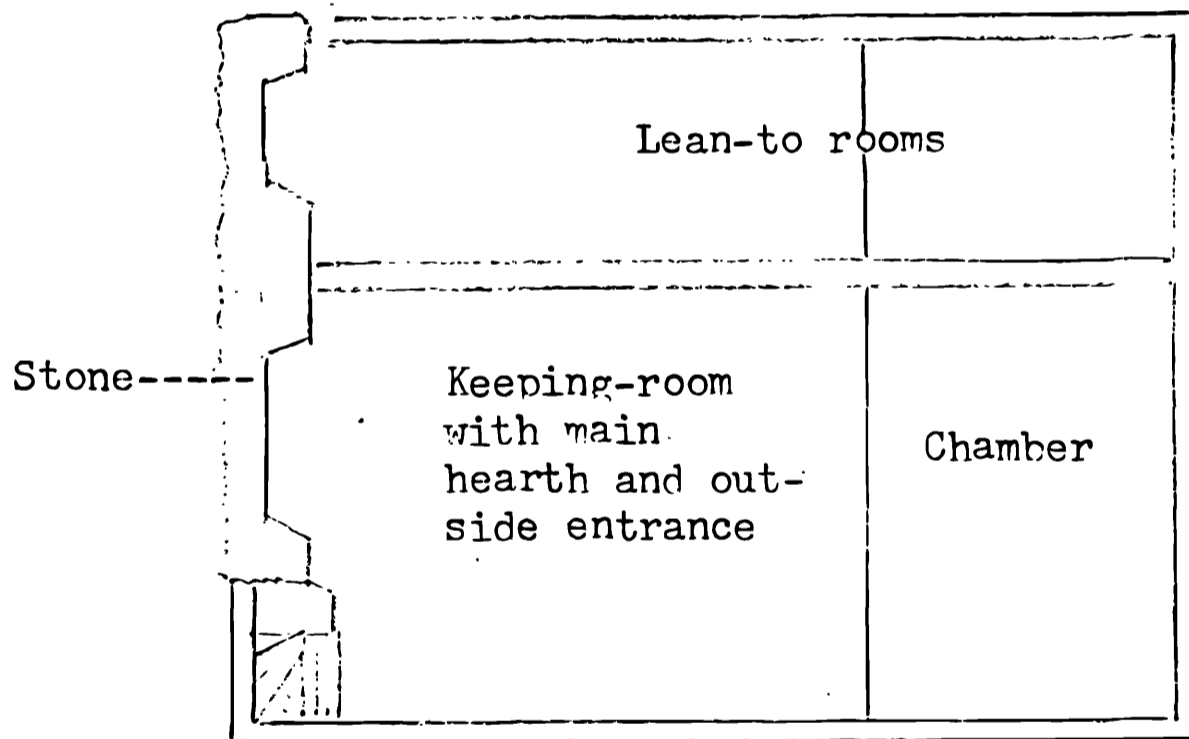 Lean-to rooms
Stone
Keeping-room
with main
hearth and out-
side entrance
Chamber